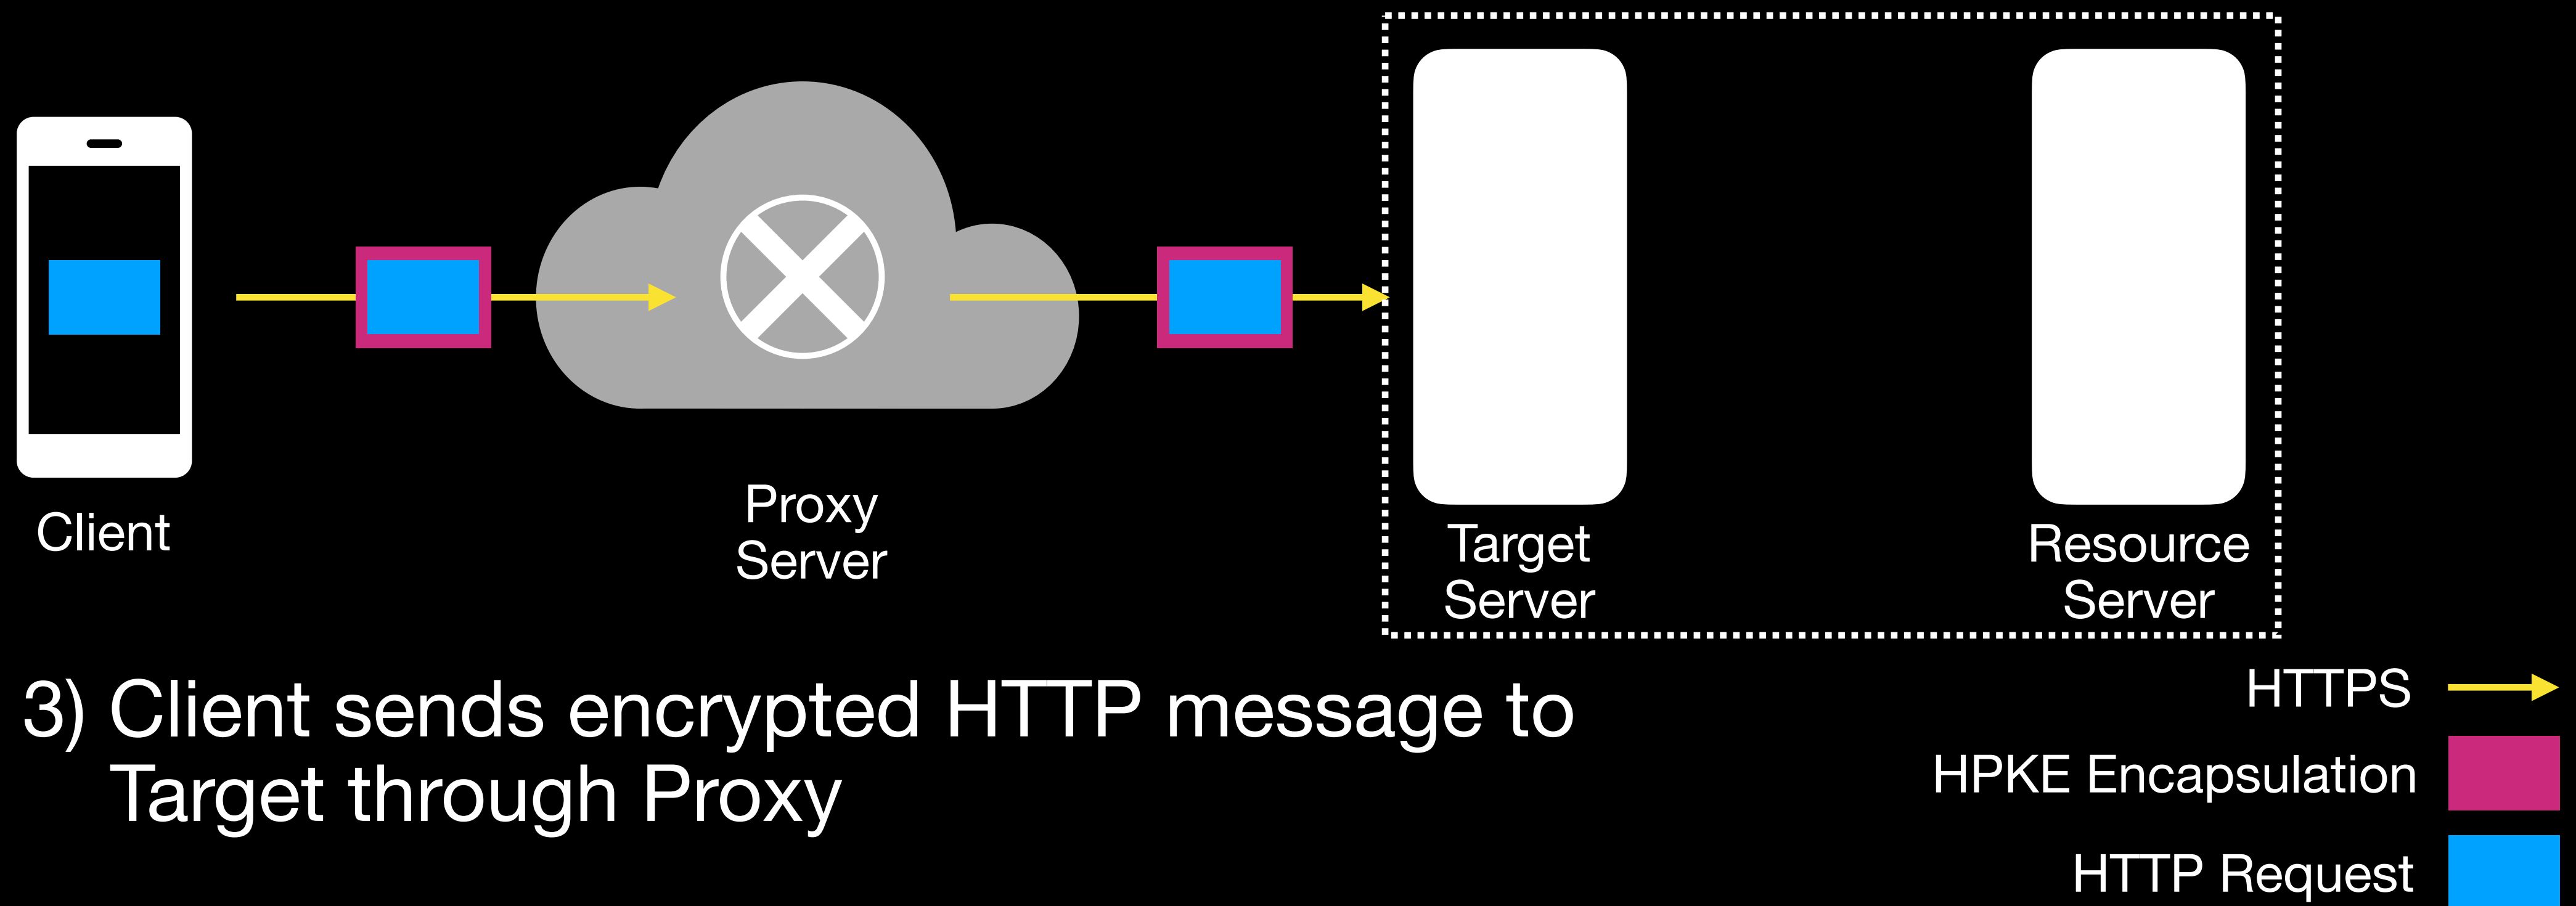 Client
Proxy
Server
Target
Server
Resource
Server
3) Client sends encrypted HTTP message to
Target through Proxy
HTTPS
HPKE Encapsulation
HTTP Request